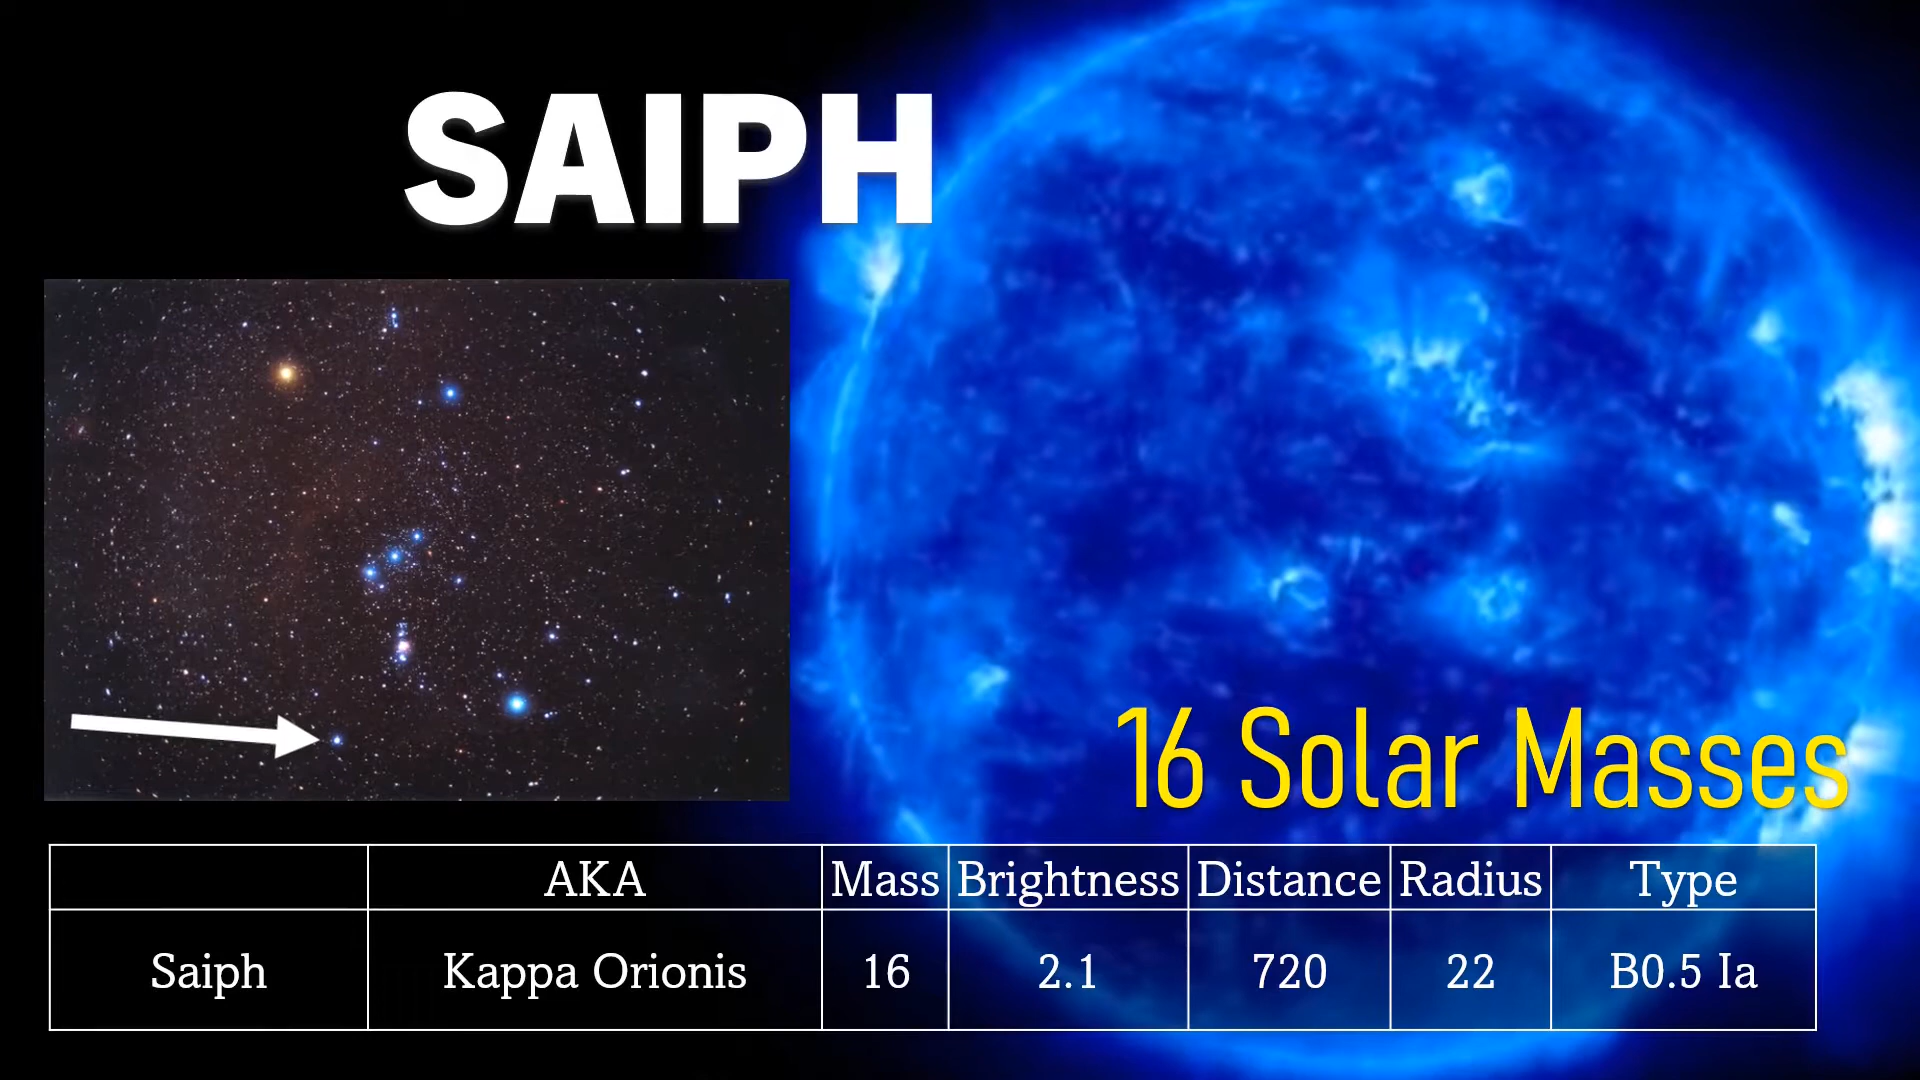 SAIPH
16 Solar Masses
AKA Mass Brightness Distance Radius Type
Saiph Kappa Orionis 16 2.1 720 22 B0.5 Ia